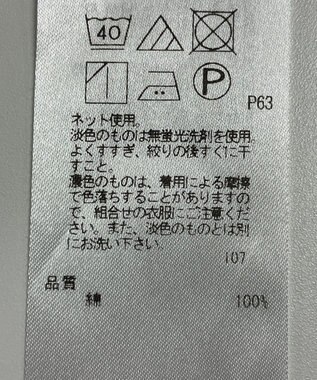 40
P
P63
ネット使用。
淡色のものは無蛍光洗剤を使用。
よくすすぎ、絞りの後すぐに干
すこと。
濃色のものは、着用による摩擦
で色落ちすることがありますの
で、組合せの衣服にご注意くださ
い。また、淡色のものとは別
にお洗い下さい。
107
品質
綿 100%